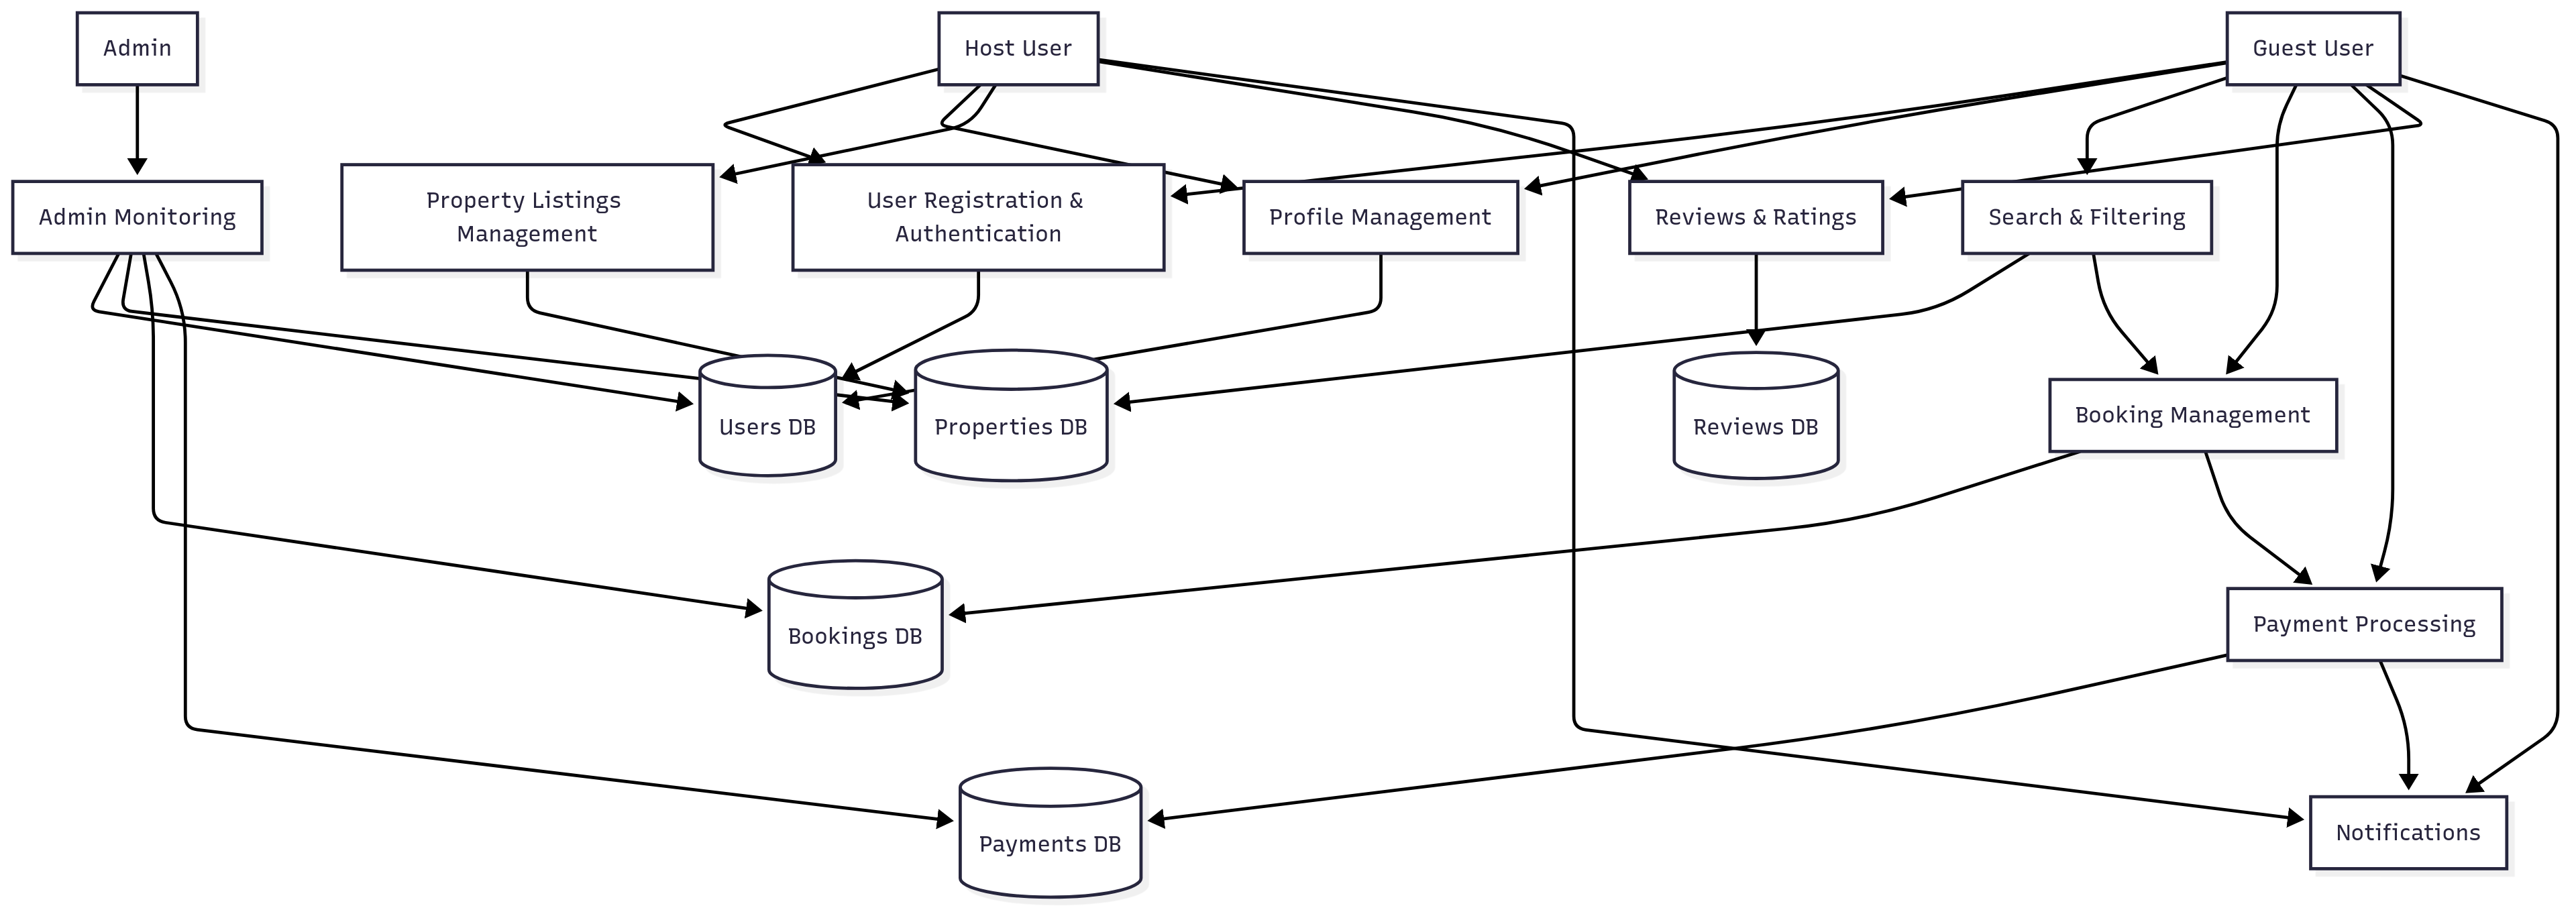 Admin
Host User
Guest User
Admin Monitoring
Property Listings
Management
User Registration &
Authentication
Profile Management
Reviews & Ratings
Search & Filtering
Users DB
Properties DB
Reviews DB
Booking Management
Bookings DB
Payment Processing
Payments DB
Notifications